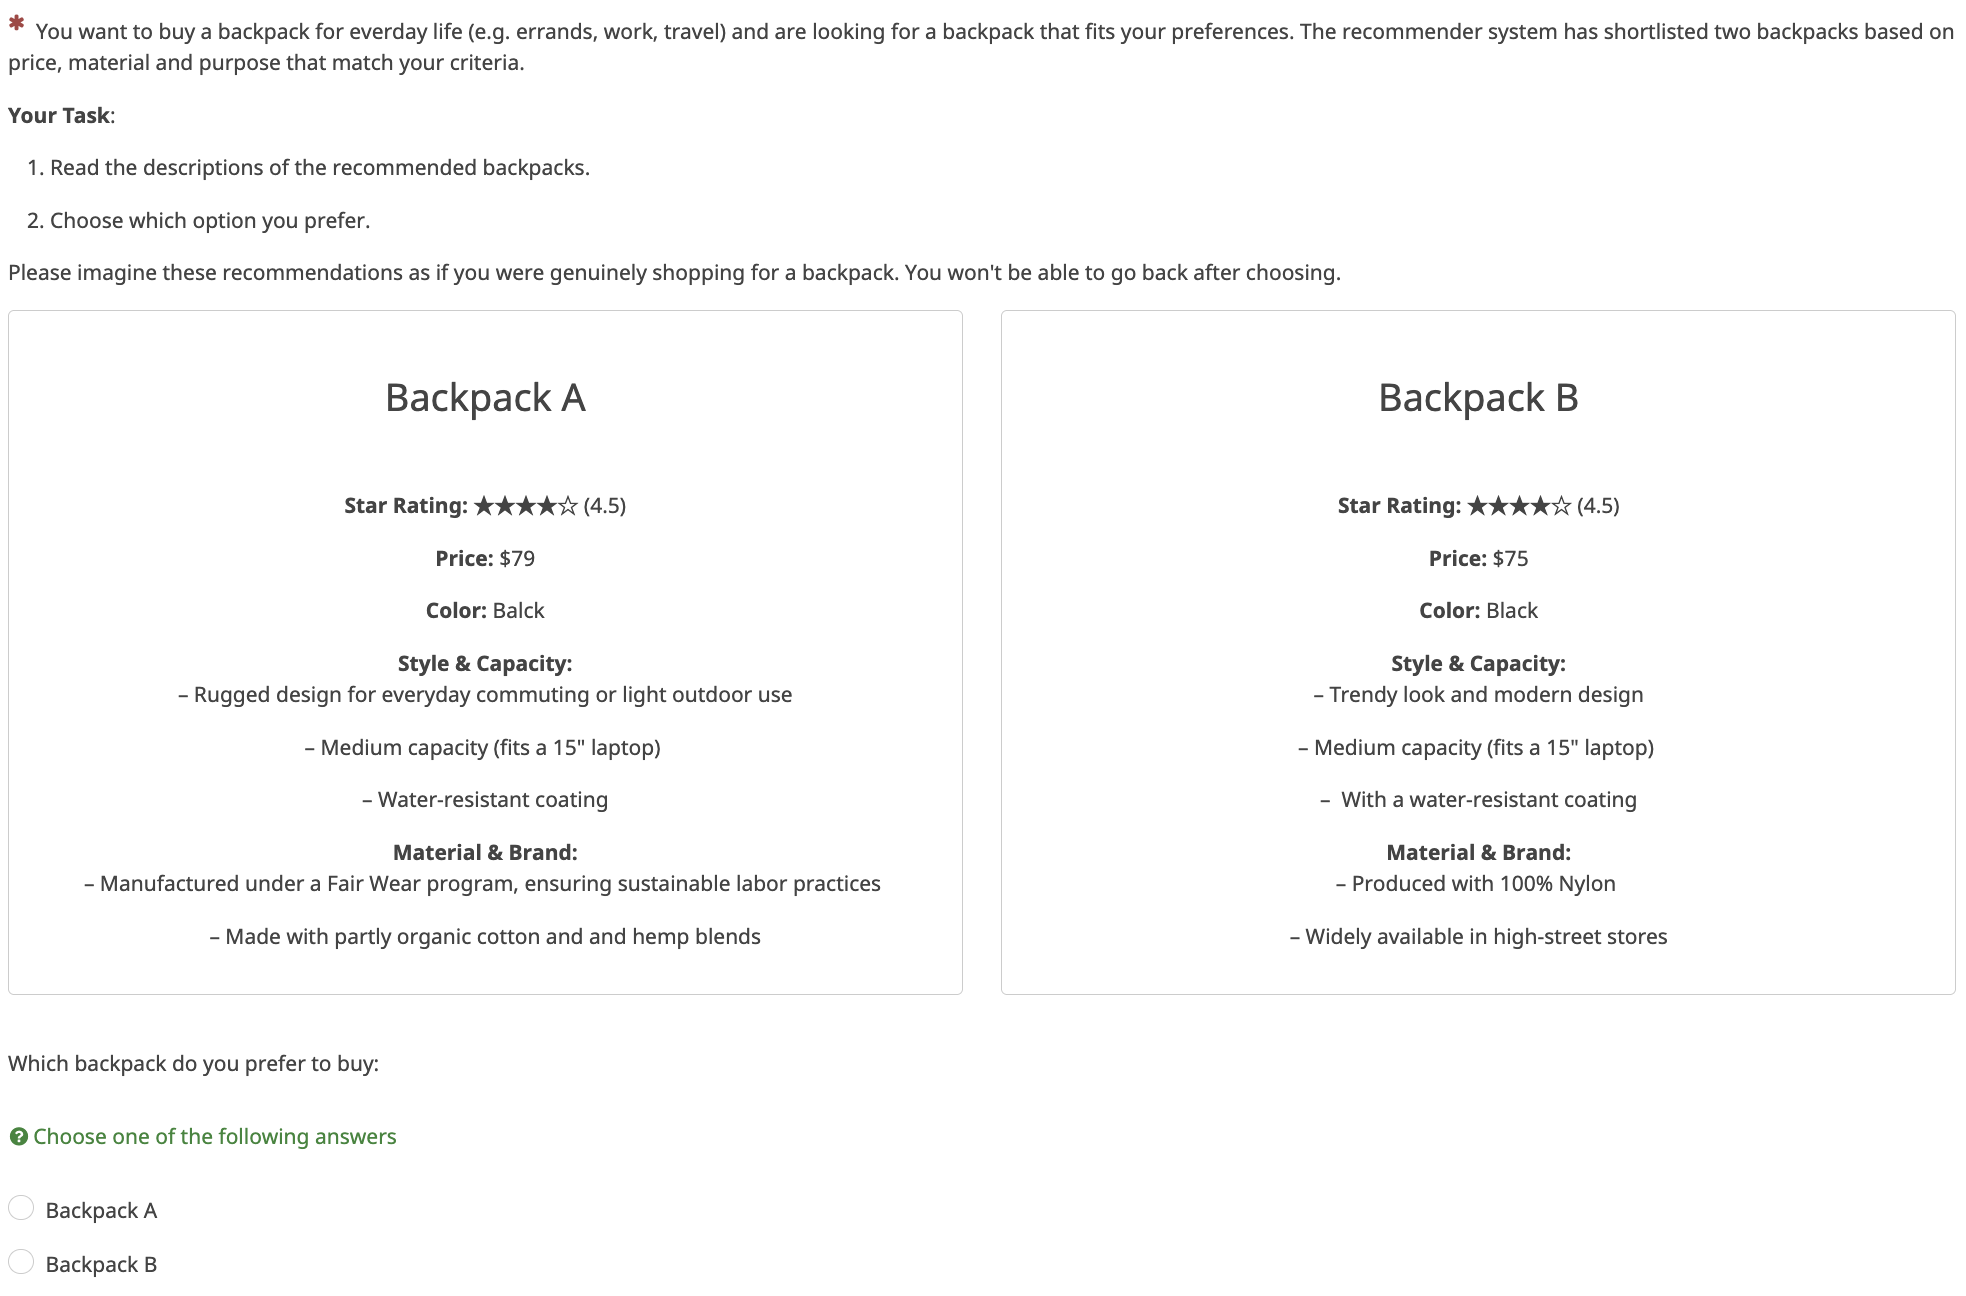 * You want to buy a backpack for everday life (e.g. errands, work, travel) and are looking for a backpack that fits your preferences. The recommender system has shortlisted two backpacks based on
price, material and purpose that match your criteria.
Your Task:
1. Read the descriptions of the recommended backpacks.
2. Choose which option you prefer.
Please imagine these recommendations as if you were genuinely shopping for a backpack. You won't be able to go back after choosing.
Backpack A
Star Rating: ★★★★☆ (4.5)
Price: $79
Color: Balck
Style & Capacity:
– Rugged design for everyday commuting or light outdoor use
– Medium capacity (fits a 15" laptop)
– Water-resistant coating
Material & Brand:
– Manufactured under a Fair Wear program, ensuring sustainable labor practices
– Made with partly organic cotton and and hemp blends
Backpack B
Star Rating: ★★★★☆ (4.5)
Price: $75
Color: Black
Style & Capacity:
– Trendy look and modern design
– Medium capacity (fits a 15" laptop)
– With a water-resistant coating
Material & Brand:
– Produced with 100% Nylon
– Widely available in high-street stores
Which backpack do you prefer to buy:
Choose one of the following answers
Backpack A
Backpack B